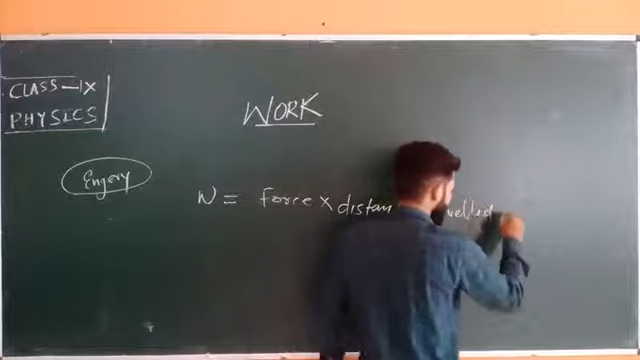 CLASS-IX
PHYSICS
WORK
Engery
W = Force x distan velled